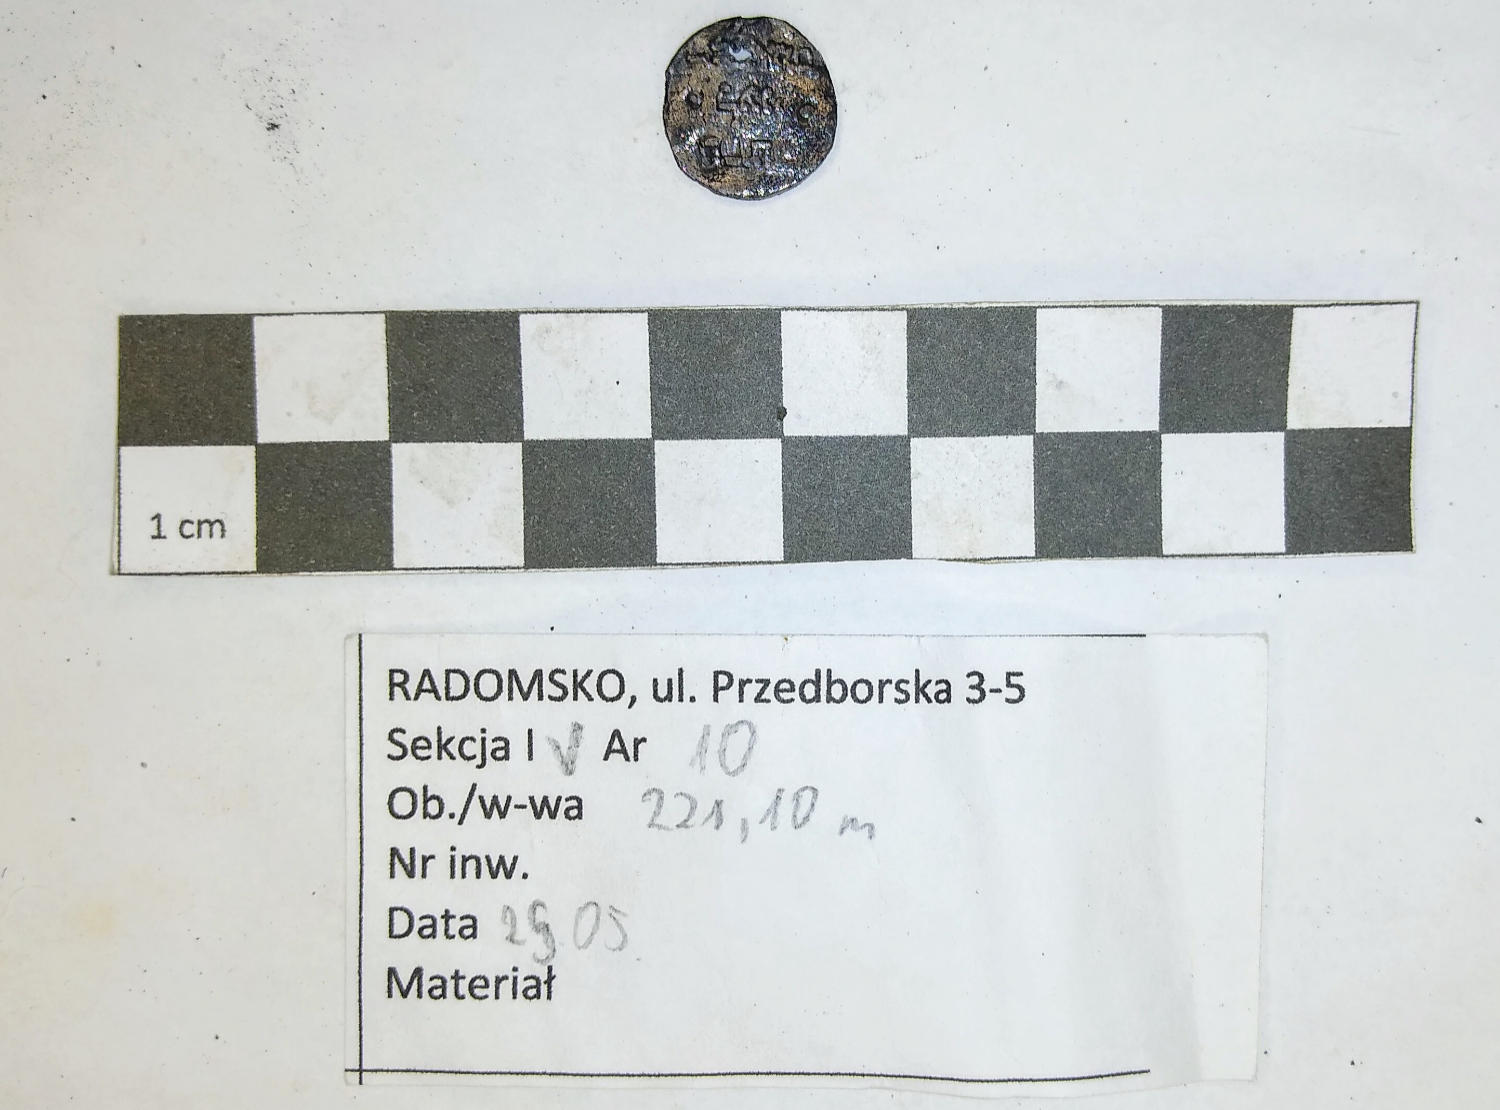 1 cm
RADOMSKO, ul. Przedborska 3-5
Sekcja I V Ar 10
Ob./w-wa 221,10 m
Nr inw.
Data 29.05
Materiał